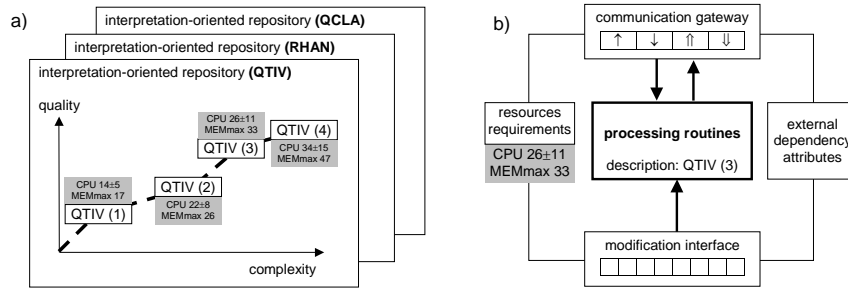 a)
interpretation-oriented repository (QCLA)
interpretation-oriented repository (RHAN)
interpretation-oriented repository (QTIV)
quality
CPU 26±11
MEMmax 33
QTIV (4)
QTIV (3)
CPU 34±15
MEMmax 47
CPU 14±5
MEMmax 17
QTIV (2)
QTIV (1)
CPU 22±8
MEMmax 26
complexity
b)
communication gateway
↑ ↓ ⇑ ⇓
resources
requirements
CPU 26±11
MEMmax 33
processing routines
description: QTIV (3)
external
dependency
attributes
modification interface